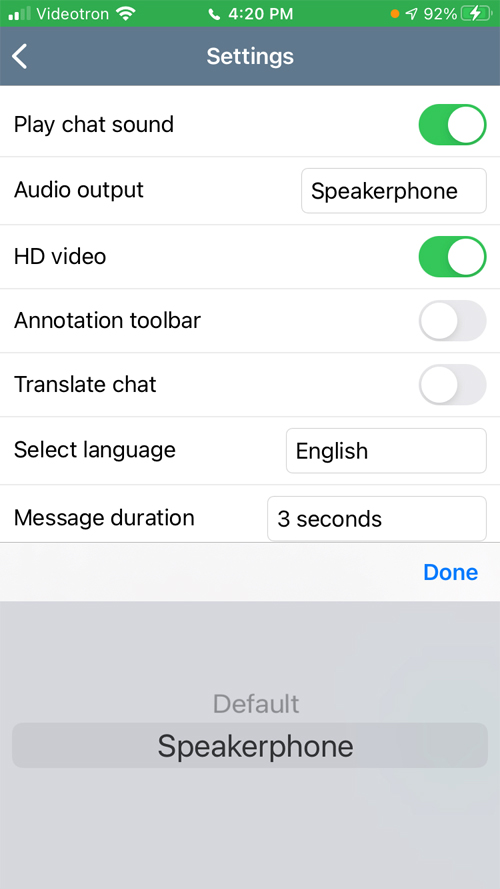 Videotron 4:20 PM 92%
Settings
Play chat sound
Audio output Speakerphone
HD video
Annotation toolbar
Translate chat
Select language English
Message duration 3 seconds
Done
Default
Speakerphone